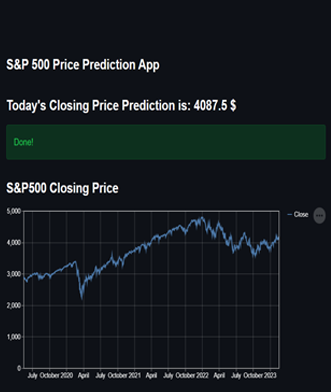 S&P 500 Price Prediction App
Today's Closing Price Prediction is: 4087.5 $
Done!
S&P500 Closing Price
5,000
Close
4,000
3,000
2,000
1,000
0
July October 2020 April July October 2021 April July October 2022 April July October 2023